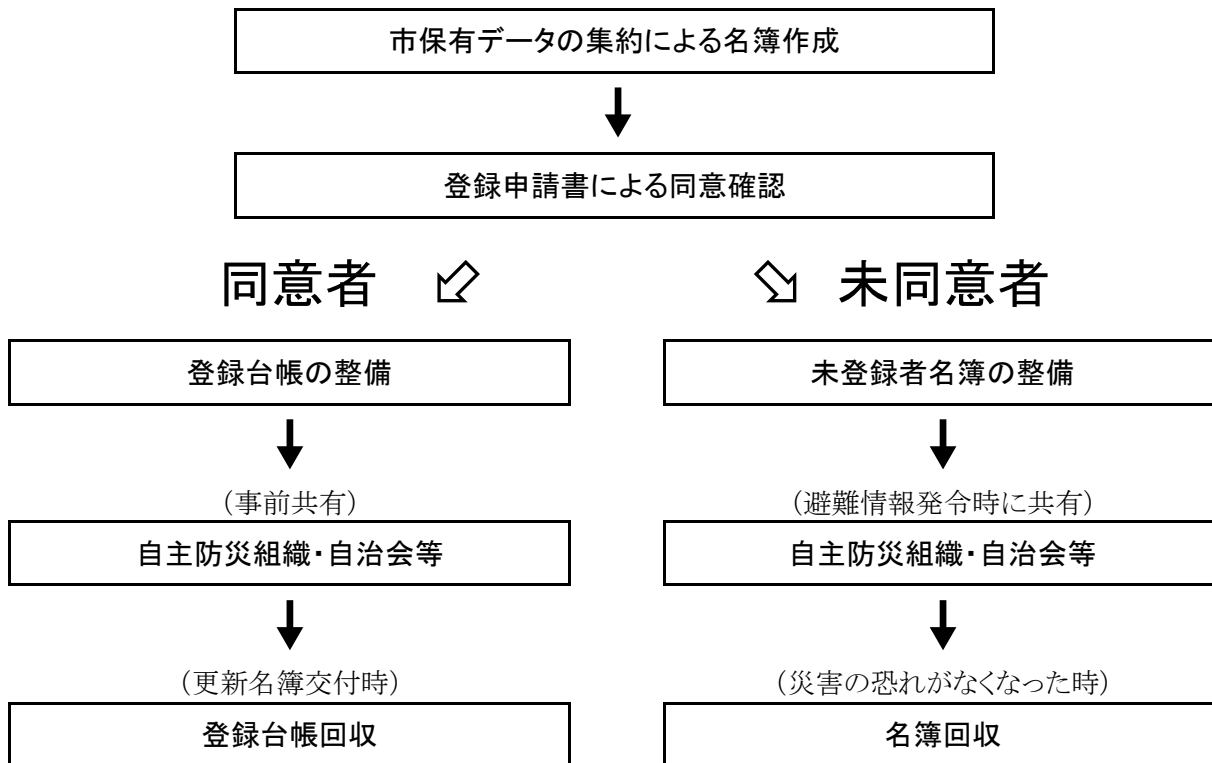 市保有データの集約による名簿作成
登録申請書による同意確認
同意者
未同意者
登録台帳の整備
未登録者名簿の整備
（事前共有）
（避難情報発令時に共有）
自主防災組織・自治会等
自主防災組織・自治会等
（更新名簿交付時）
（災害の恐れがなくなった時）
登録台帳回収
名簿回収